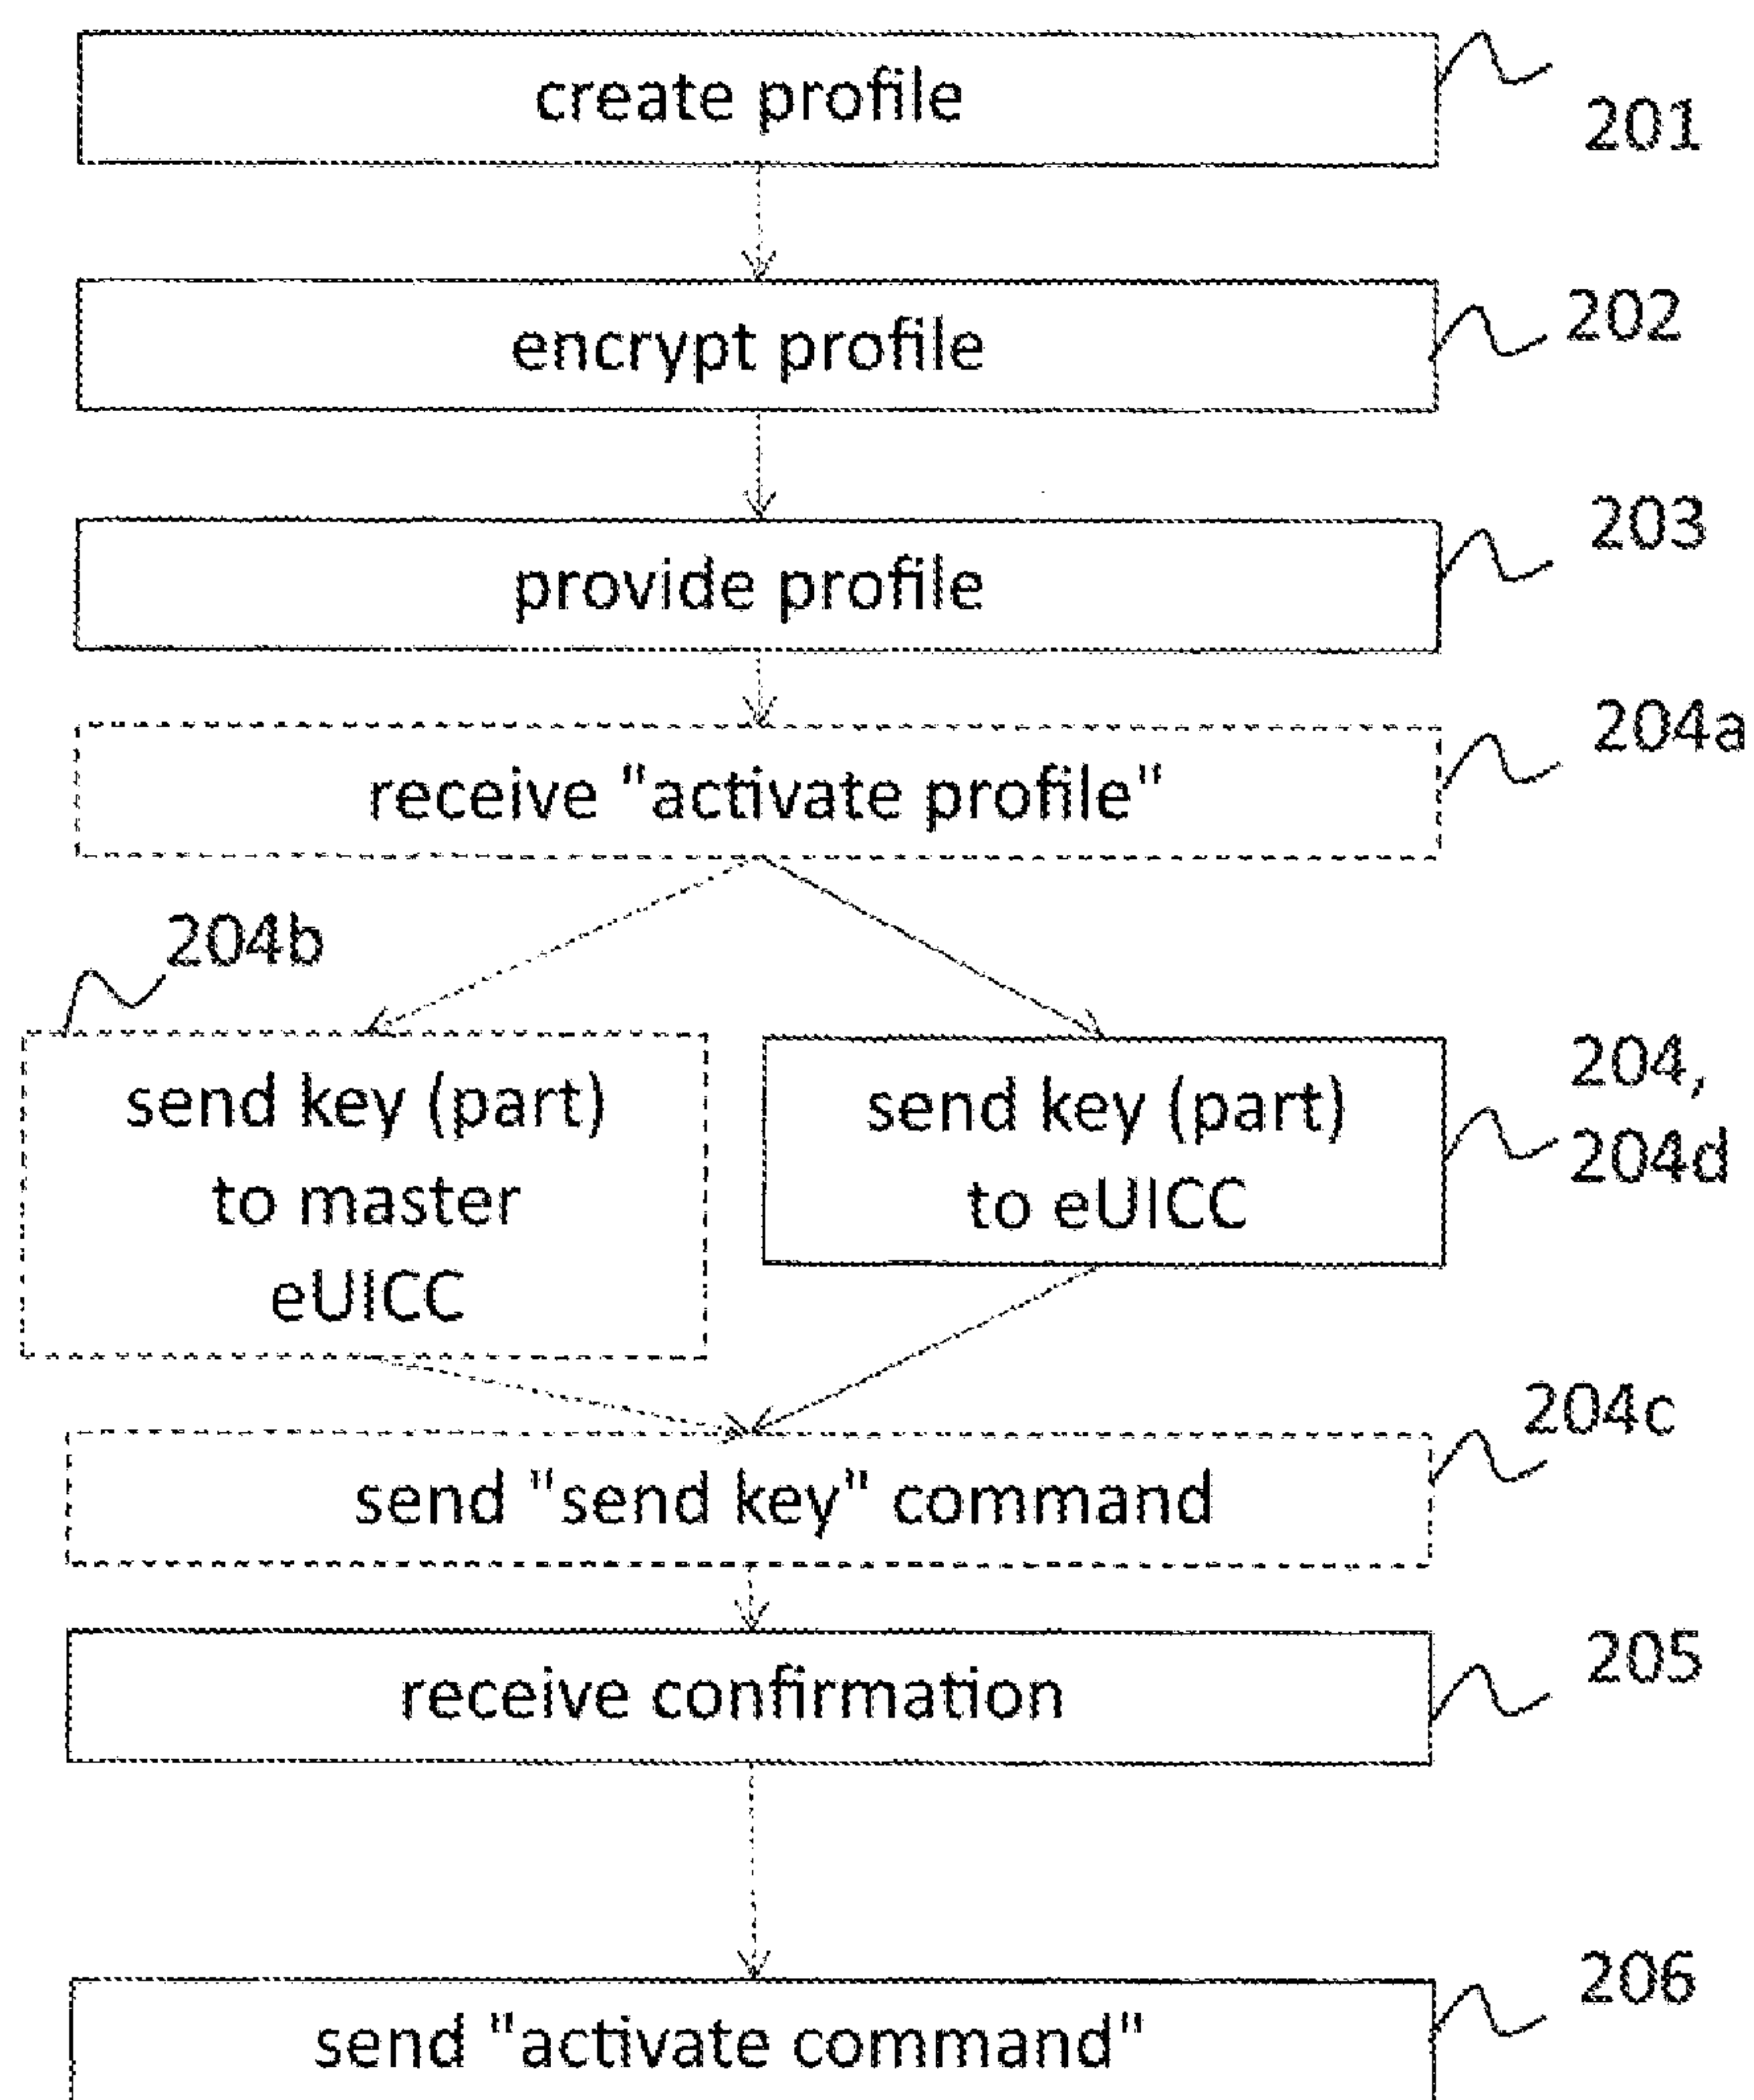 create profile
201
encrypt profile
202
provide profile
203
receive "activate profile"
204a
204b
send key (part)
to master
eUICC
send key (part)
to eUICC
204,
204d
send "send key" command
204c
receive confirmation
205
send "activate command"
206